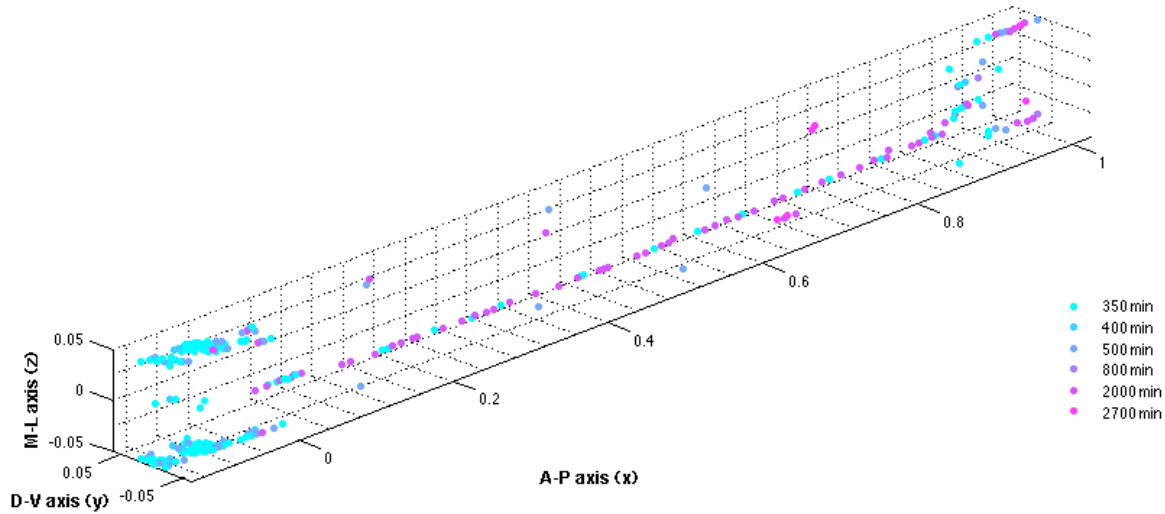 1
0.8
0.6
0.4
0.2
0
0.05
0
-0.05
M-L axis (z)
0.05
-0.05
D-V axis (y)
A-P axis (x)
350 min
400 min
500 min
800 min
2000 min
2700 min